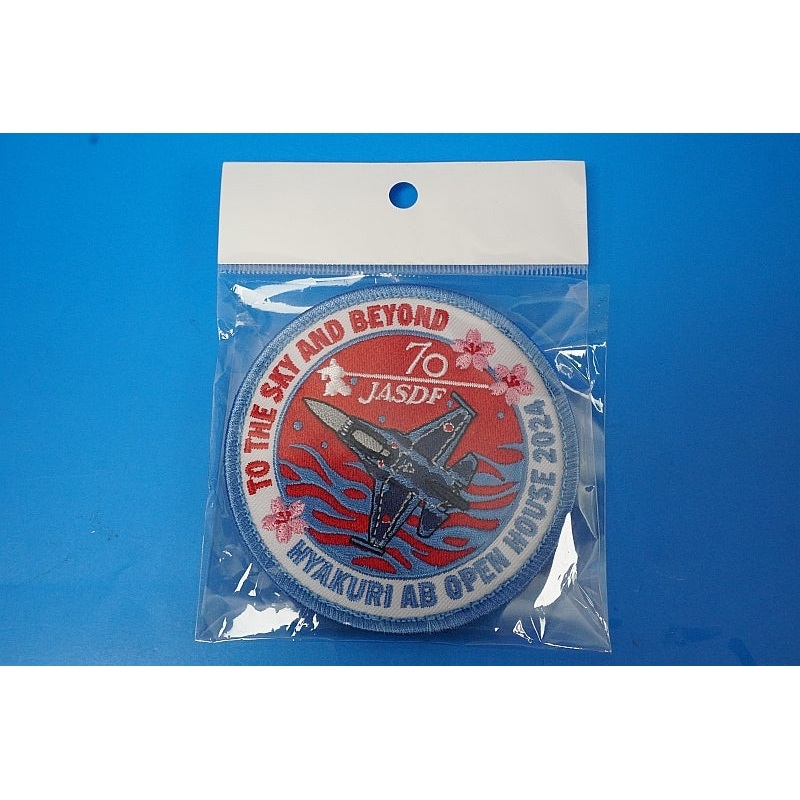 TO THE SKY AND BEYOND
70
JASDF
HYAKURI AB OPEN HOUSE 2024